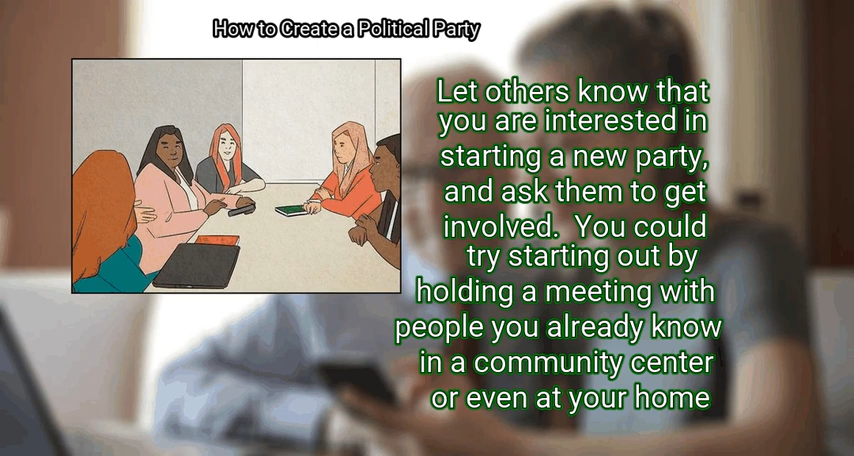 How to Create a Political Party
Let others know that
you are interested in
starting a new party,
and ask them to get
involved.  You could
try starting out by
holding a meeting with
people you already know
in a community center
or even at your home